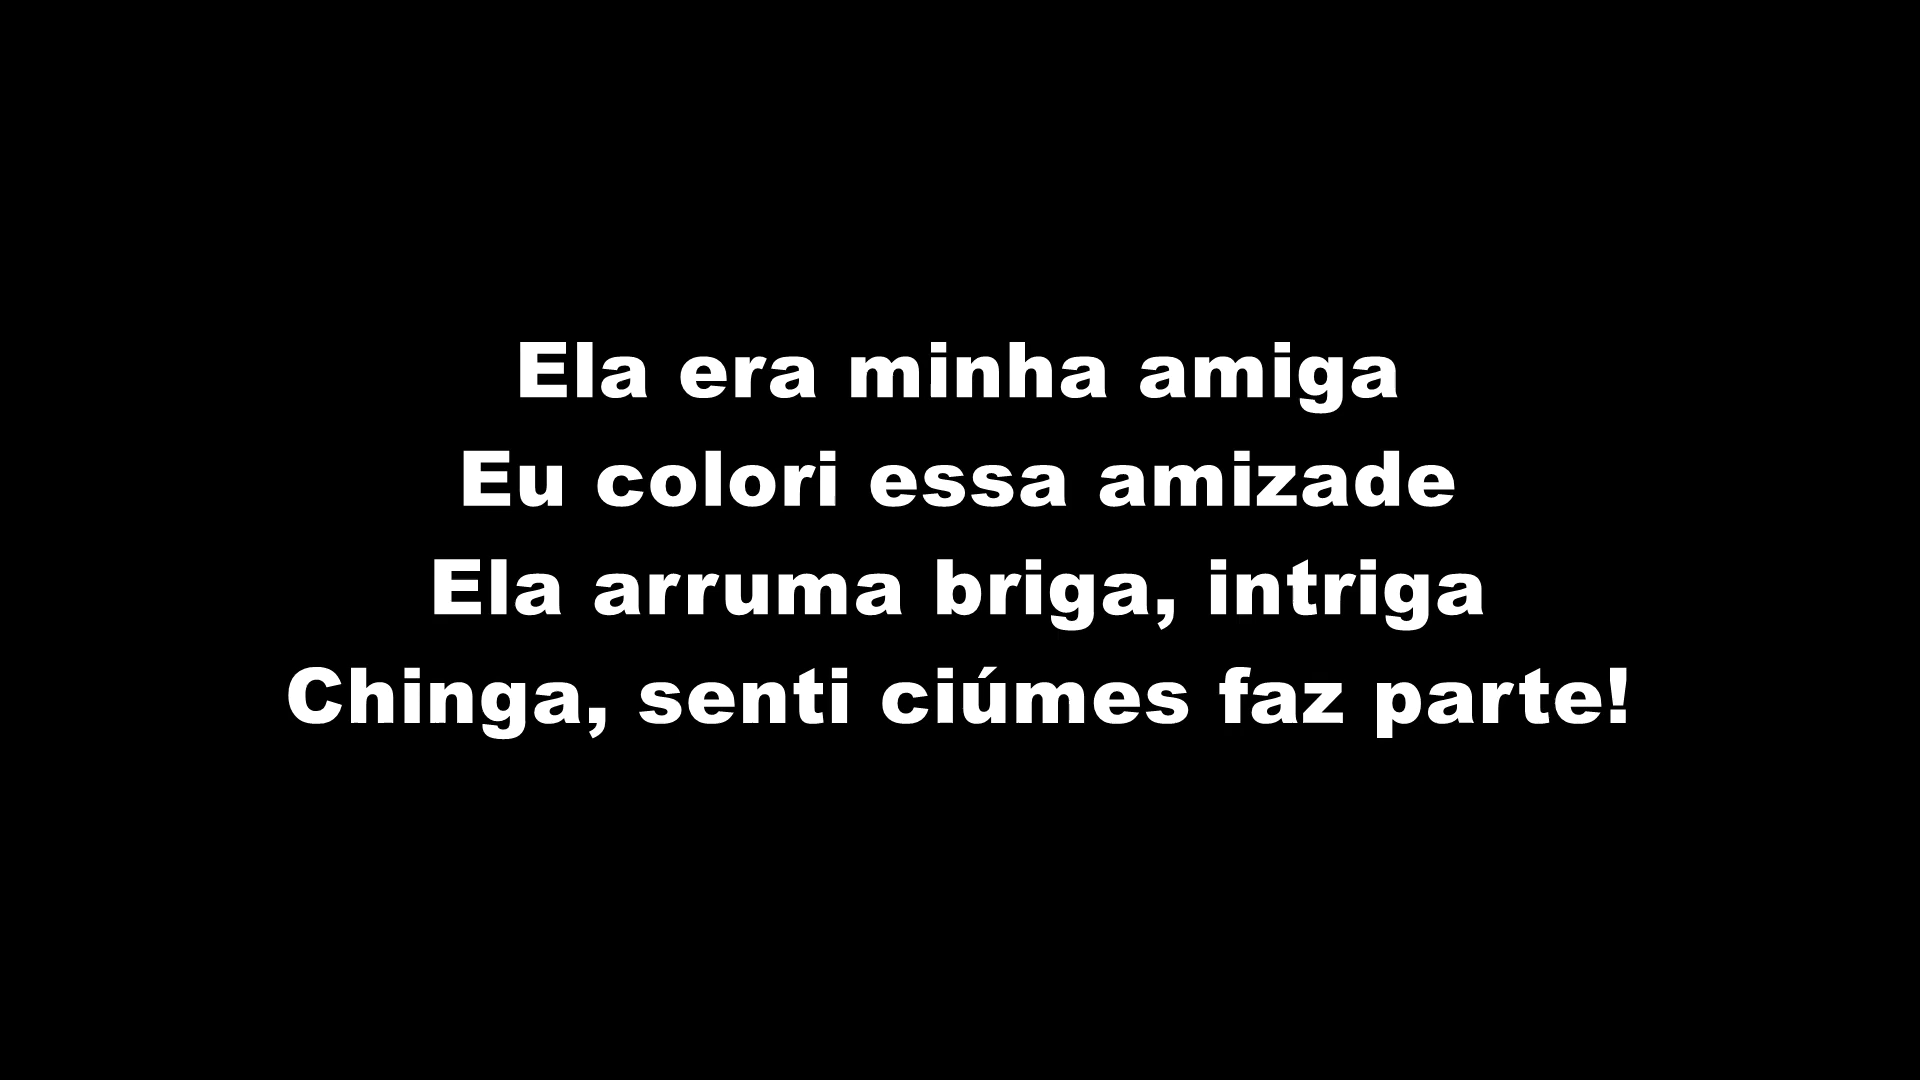 Ela era minha amiga
Eu colori essa amizade
Ela arruma briga, intriga
Chinga, senti ciúmes faz parte!